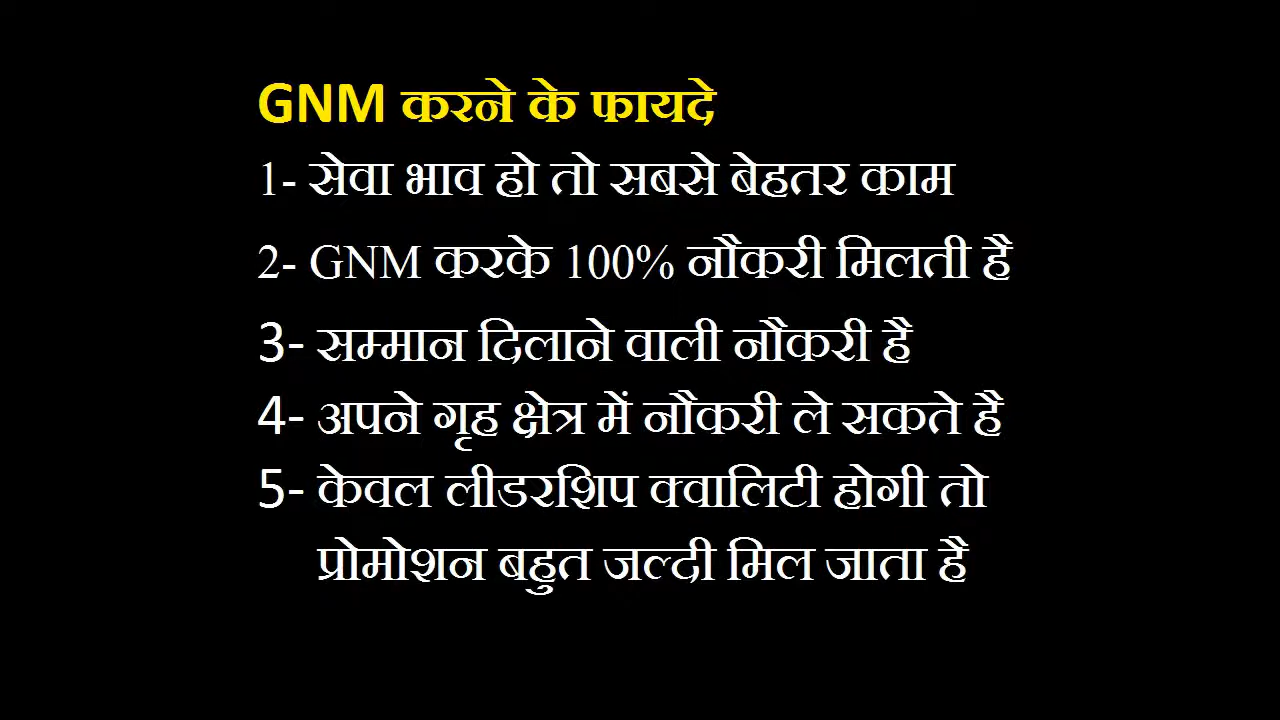 GNM करने के फायदे
1- सेवा भाव हो तो सबसे बेहतर काम
2- GNM करके 100% नौकरी मिलती है
3- सम्मान दिलाने वाली नौकरी है
4- अपने गृह क्षेत्र में नौकरी ले सकते है
5- केवल लीडरशिप क्वालिटी होगी तो
प्रोमोशन बहुत जल्दी मिल जाता है